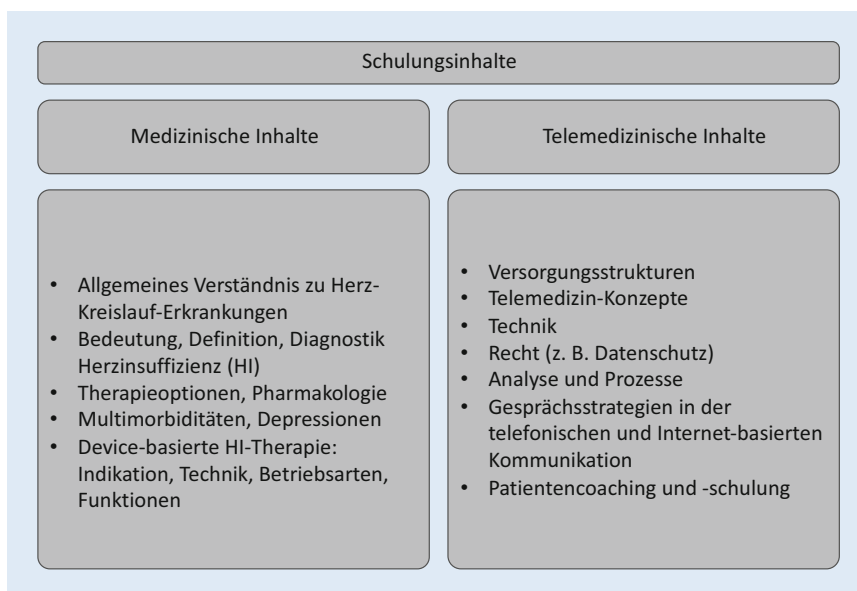 Schulungsinhalte
Medizinische Inhalte
Telemedizinische Inhalte
• Allgemeines Verständnis zu Herz-
Kreislauf-Erkrankungen
• Bedeutung, Definition, Diagnostik
Herzinsuffizienz (HI)
• Therapieoptionen, Pharmakologie
• Multimorbiditäten, Depressionen
• Device-basierte HI-Therapie:
Indikation, Technik, Betriebsarten,
Funktionen
• Versorgungsstrukturen
• Telemedizin-Konzepte
• Technik
• Recht (z. B. Datenschutz)
• Analyse und Prozesse
• Gesprächsstrategien in der
telefonischen und Internet-basierten
Kommunikation
• Patientencoaching und -schulung